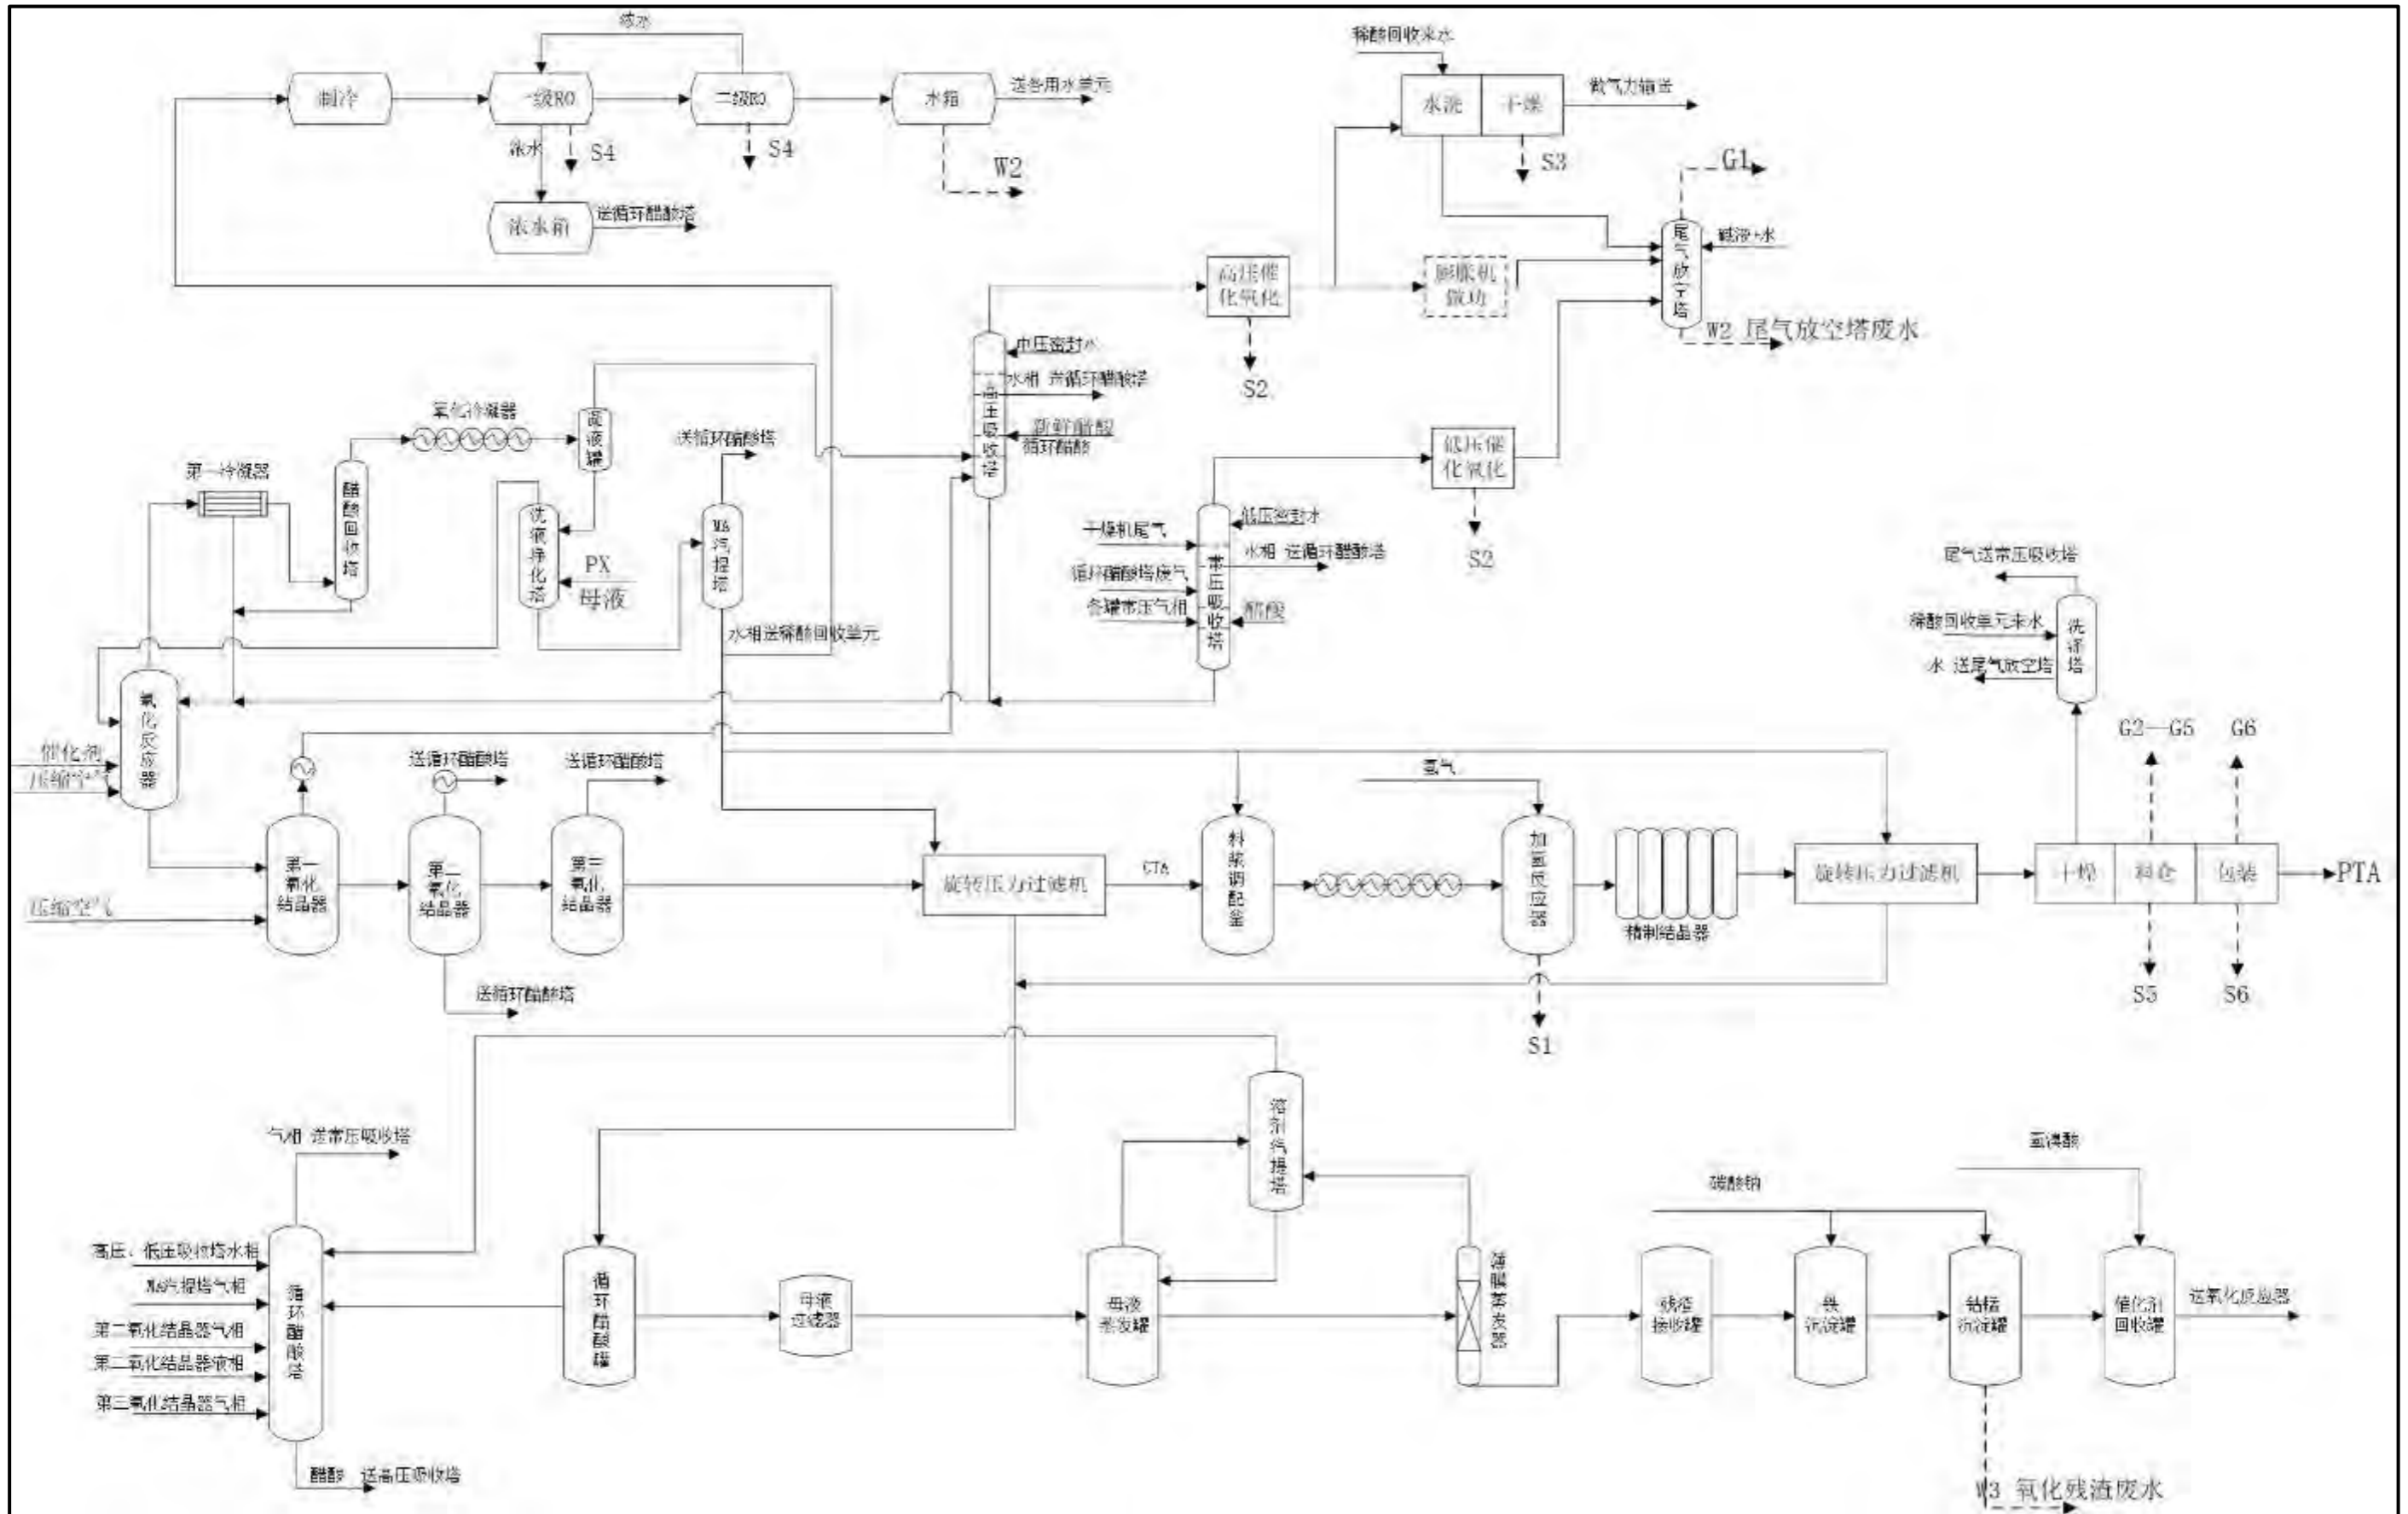 浓水
制冷
一级RO
二级RO
水箱
送各用水单元
浓水
S4
S4
W2
浓水箱
送循环醋酸塔
稀酸回收来水
水洗
干燥
做气力输送
S3
G1
尾气放空塔
碱液+水
W2 尾气放空塔废水
高压催
化氧化
膨胀机
做功
S2
中压密封水
水相 送循环醋酸塔
高压吸收塔
新鲜醋酸
循环醋酸
氧化冷凝器
凝液罐
第一冷凝器
醋酸回收塔
洗液净化塔
PX
母液
送循环醋酸塔
MA汽提塔
水相送稀酸回收单元
低压催
化氧化
S2
干燥机尾气
低压密封水
水相 送循环醋酸塔
循环醋酸塔废气
常压吸收塔
各罐常压气相
醋酸
尾气送常压吸收塔
稀酸回收单元来水
洗涤塔
水 送尾气放空塔
氧化反应器
催化剂
压缩空气
送循环醋酸塔
送循环醋酸塔
氢气
G2—G5
G6
第一
氧化
结晶器
第二
氧化
结晶器
第三
氧化
结晶器
压缩空气
旋转压力过滤机
CTA
料浆调配釜
加氢反应器
精制结晶器
旋转压力过滤机
干燥
料仓
包装
PTA
送循环醋酸塔
S1
S5
S6
气相 送常压吸收塔
溶剂汽提塔
氢溴酸
碳酸钠
高压、低压吸收塔水相
MA汽提塔气相
第二氧化结晶器气相
第二氧化结晶器液相
第三氧化结晶器气相
循环醋酸塔
循环醋酸罐
母液
过滤器
母液
蒸发罐
薄膜蒸发器
残渣
接收罐
铁
沉淀罐
钴锰
沉淀罐
催化剂
回收罐
送氧化反应器
醋酸 送高压吸收塔
W3 氧化残渣废水